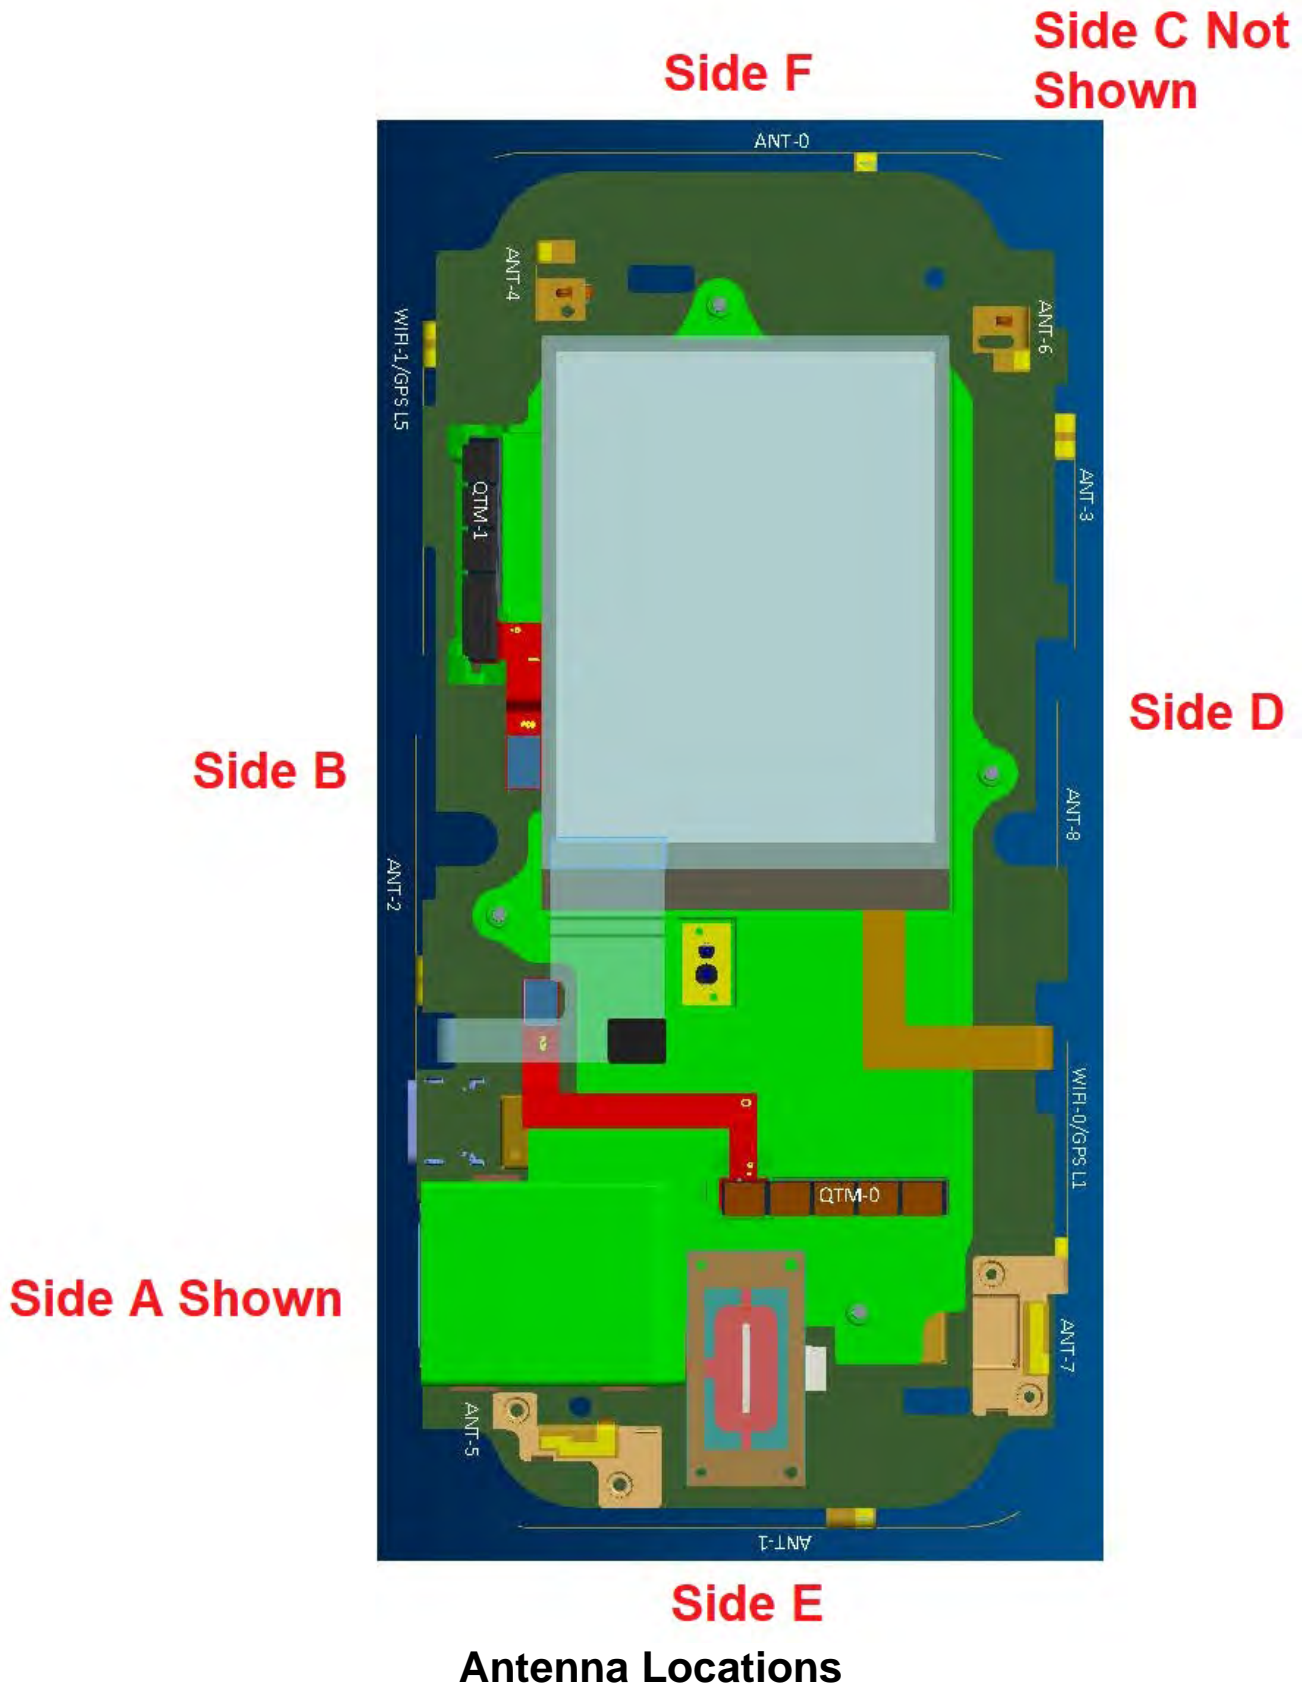 Side C Not
Shown
Side F
ANT-0
ANT-4
ANT-6
WIFI-1/GPS L5
QTM-1
ANT-3
Side D
Side B
ANT-8
ANT-2
WIFI-0/GPS L1
QTM-0
Side A Shown
ANT-7
ANT-5
ANT-1
Side E
Antenna Locations